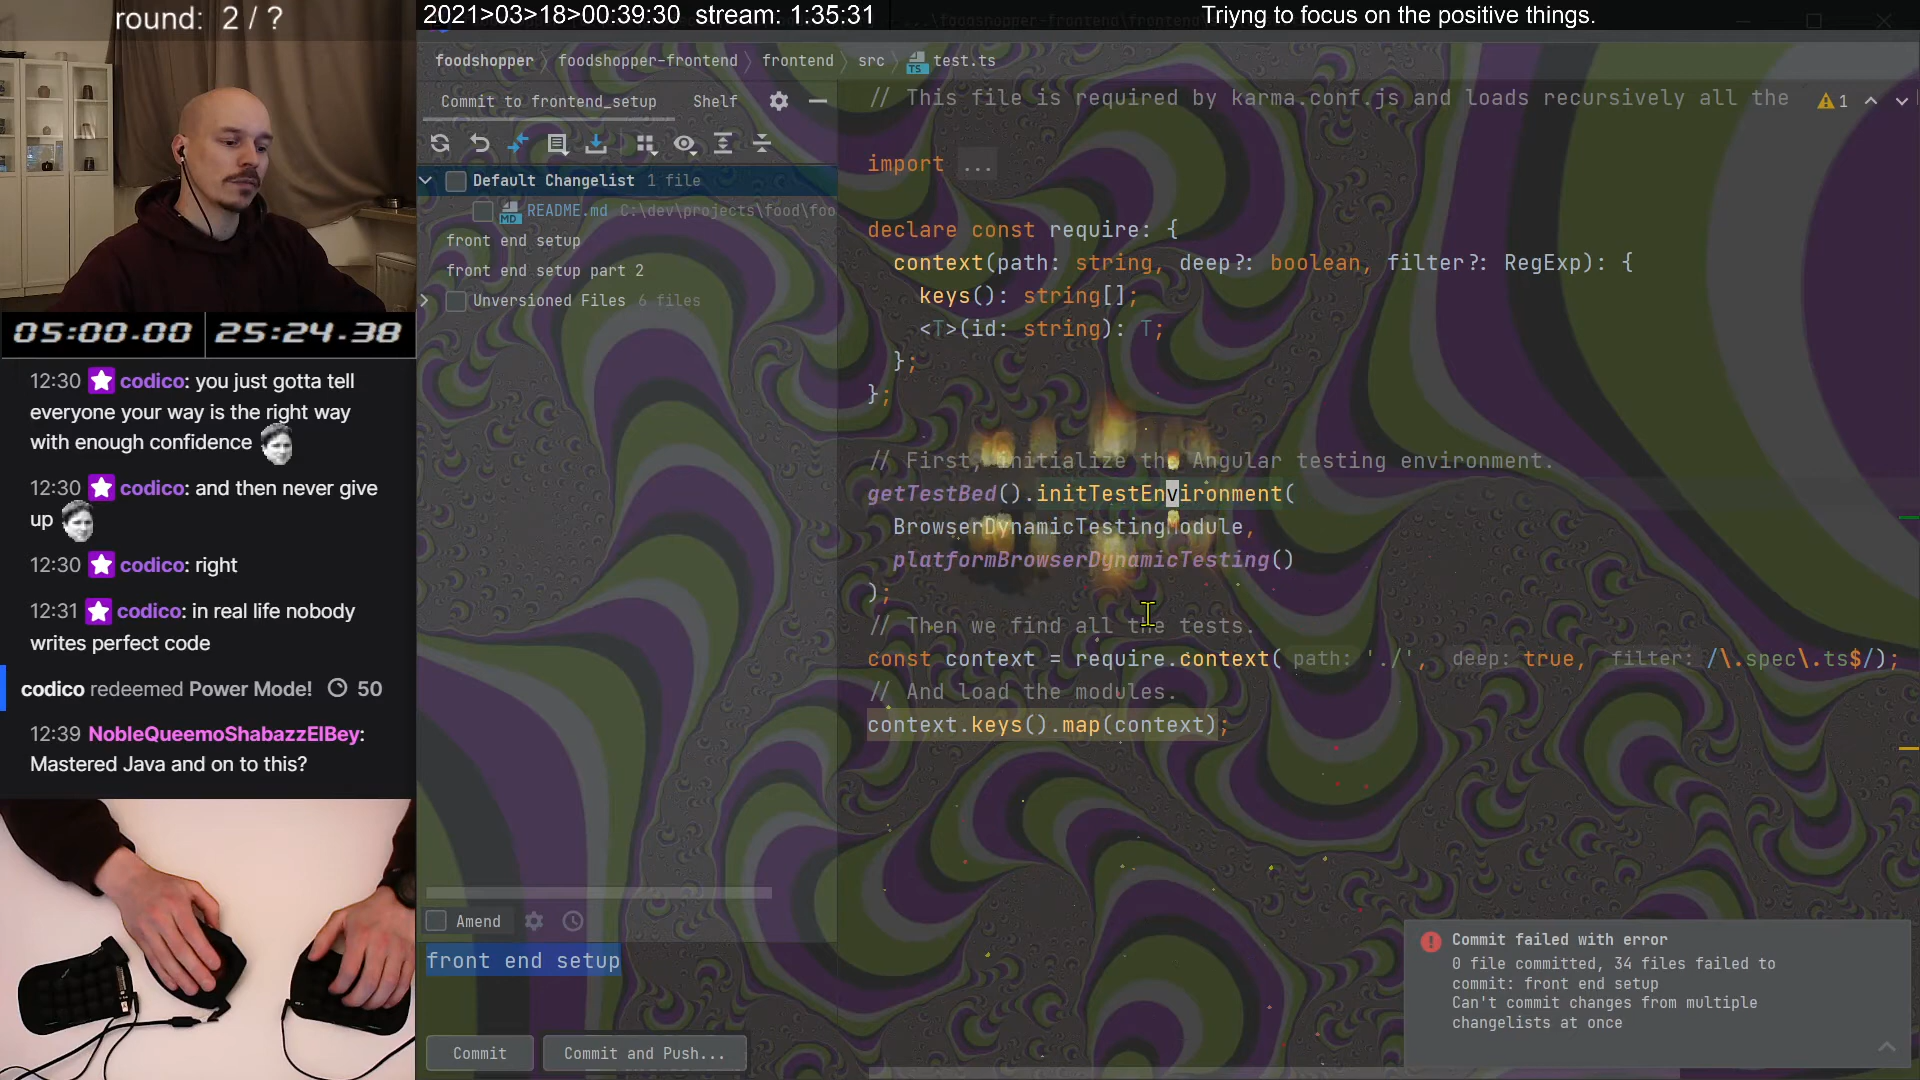 round: 2 / ?
2021>03>18>00:39:30 stream: 1:35:31
Triyng to focus on the positive things.
foodshopper foodshopper-frontend frontend src test.ts
Commit to frontend_setup Shelf
Default Changelist 1 file
README.md C:\dev\projects\food\foo
front end setup
front end setup part 2
Unversioned Files 6 files
// This file is required by karma.conf.js and loads recursively all the
1
import ...
declare const require: {
context(path: string, deep?: boolean, filter?: RegExp): {
keys(): string[];
<T>(id: string): T;
};
};
// First, initialize the Angular testing environment.
getTestBed().initTestEnvironment(
BrowserDynamicTestingModule,
platformBrowserDynamicTesting()
);
// Then we find all the tests.
const context = require.context( path: './', deep: true, filter: /\.spec\.ts$/);
// And load the modules.
context.keys().map(context);
05:00.00 25:24.38
12:30 codico: you just gotta tell
everyone your way is the right way
with enough confidence
12:30 codico: and then never give
up
12:30 codico: right
12:31 codico: in real life nobody
writes perfect code
codico redeemed Power Mode! 50
12:39 NobleQueemoShabazzElBey:
Mastered Java and on to this?
Amend
front end setup
Commit Commit and Push...
Commit failed with error
0 file committed, 34 files failed to
commit: front end setup
Can't commit changes from multiple
changelists at once